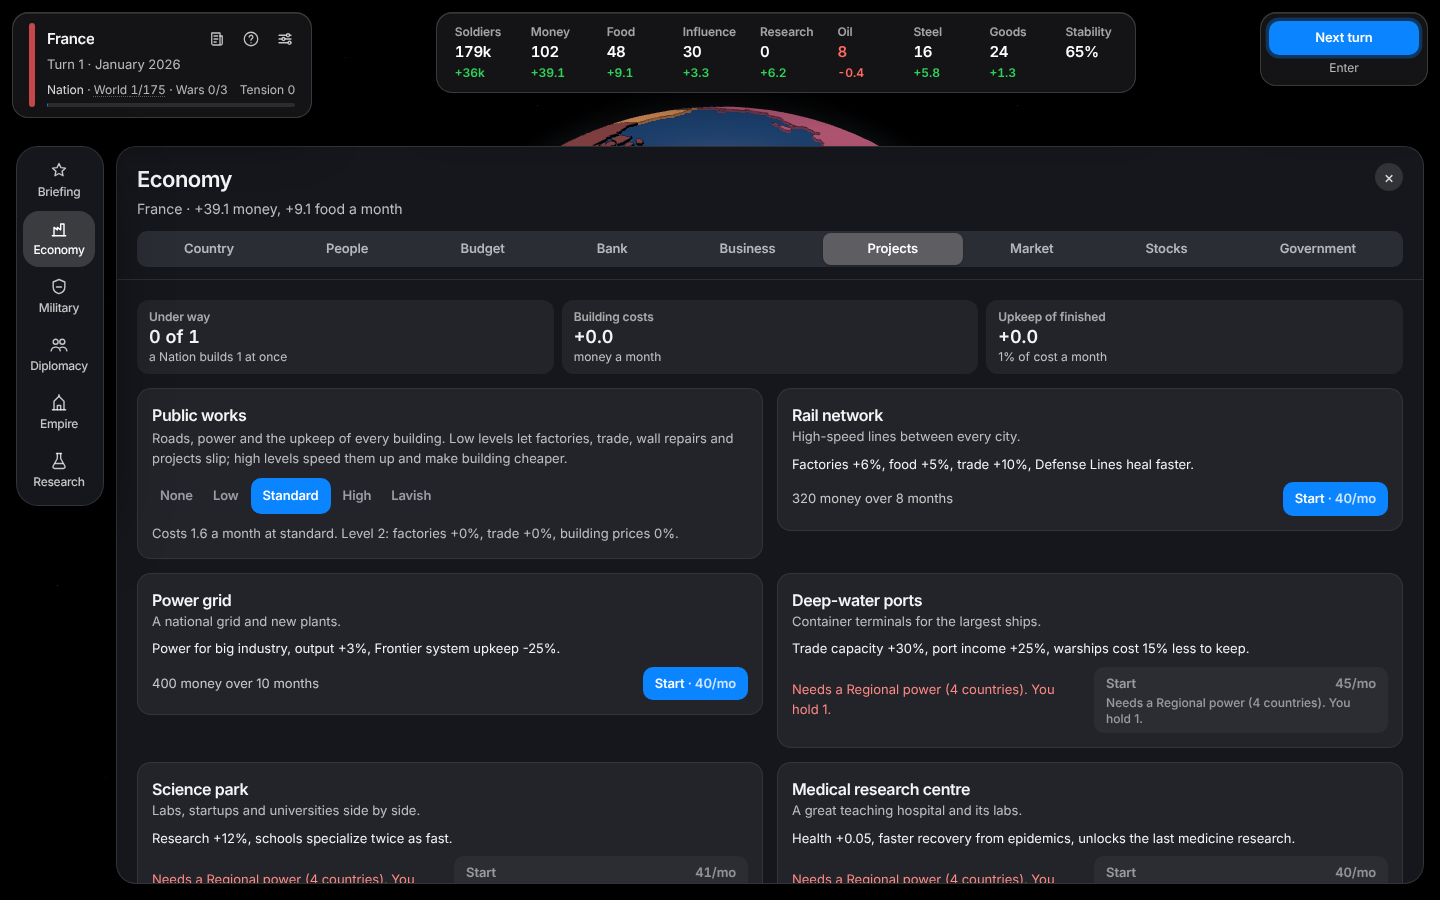 France
Turn 1 · January 2026
Nation · World 1/175 · Wars 0/3 Tension 0
Soldiers Money Food Influence Research Oil Steel Goods Stability
179k 102 48 30 0 8 16 24 65%
+36k +39.1 +9.1 +3.3 +6.2 -0.4 +5.8 +1.3
Next turn
Enter
Briefing
Economy
Military
Diplomacy
Empire
Research
Economy
France · +39.1 money, +9.1 food a month
Country People Budget Bank Business Projects Market Stocks Government
Under way
0 of 1
a Nation builds 1 at once
Building costs
+0.0
money a month
Upkeep of finished
+0.0
1% of cost a month
Public works
Roads, power and the upkeep of every building. Low levels let factories, trade, wall repairs and
projects slip; high levels speed them up and make building cheaper.
None Low Standard High Lavish
Costs 1.6 a month at standard. Level 2: factories +0%, trade +0%, building prices 0%.
Rail network
High-speed lines between every city.
Factories +6%, food +5%, trade +10%, Defense Lines heal faster.
320 money over 8 months
Start · 40/mo
Power grid
A national grid and new plants.
Power for big industry, output +3%, Frontier system upkeep -25%.
400 money over 10 months
Start · 40/mo
Deep-water ports
Container terminals for the largest ships.
Trade capacity +30%, port income +25%, warships cost 15% less to keep.
Needs a Regional power (4 countries). You
hold 1.
Start 45/mo
Needs a Regional power (4 countries). You
hold 1.
Science park
Labs, startups and universities side by side.
Research +12%, schools specialize twice as fast.
Needs a Regional power (4 countries). You
Start 41/mo
Medical research centre
A great teaching hospital and its labs.
Health +0.05, faster recovery from epidemics, unlocks the last medicine research.
Needs a Regional power (4 countries). You
Start 40/mo